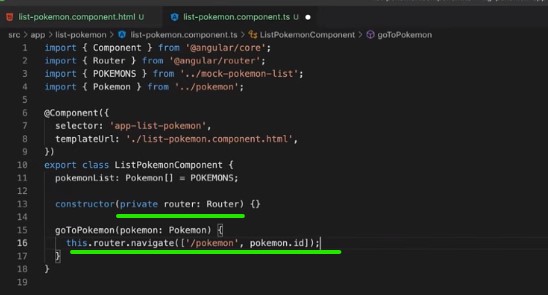 list-pokemon.component.html U
list-pokemon.component.ts U
src > app > list-pokemon > list-pokemon.component.ts > ListPokemonComponent > goToPokemon
1 import { Component } from '@angular/core';
2 import { Router } from '@angular/router';
3 import { POKEMONS } from '../mock-pokemon-list';
4 import { Pokemon } from '../pokemon';
5
6 @Component({
7 selector: 'app-list-pokemon',
8 templateUrl: './list-pokemon.component.html',
9 })
10 export class ListPokemonComponent {
11 pokemonList: Pokemon[] = POKEMONS;
12
13 constructor(private router: Router) {}
14
15 goToPokemon(pokemon: Pokemon) {
16 this.router.navigate(['/pokemon', pokemon.id]);
17 }
18 }
19